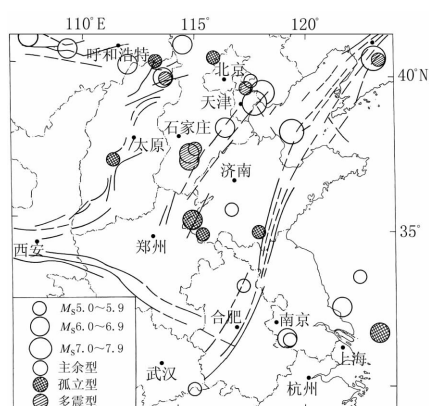 110°E 115° 120°
呼和浩特
北京
40°N
天津
石家庄
太原
济南
35°
西安
郑州
合肥
南京
上海
武汉
杭州
Ms5.0~5.9
Ms6.0~6.9
Ms7.0~7.9
主余型
孤立型
多震型